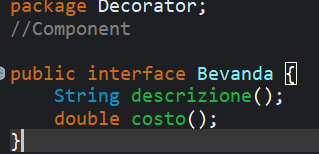 package Decorator;
//Component
public interface Bevanda {
String descrizione();
double costo();
}